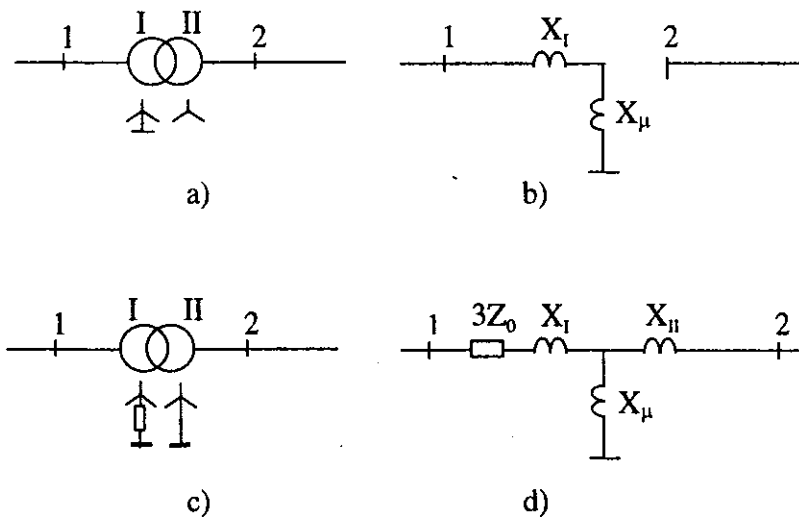 I II
1 2
a)
1 X_I 2
X_μ
b)
I II
1 2
c)
1 3Z_0 X_I X_II 2
X_μ
d)